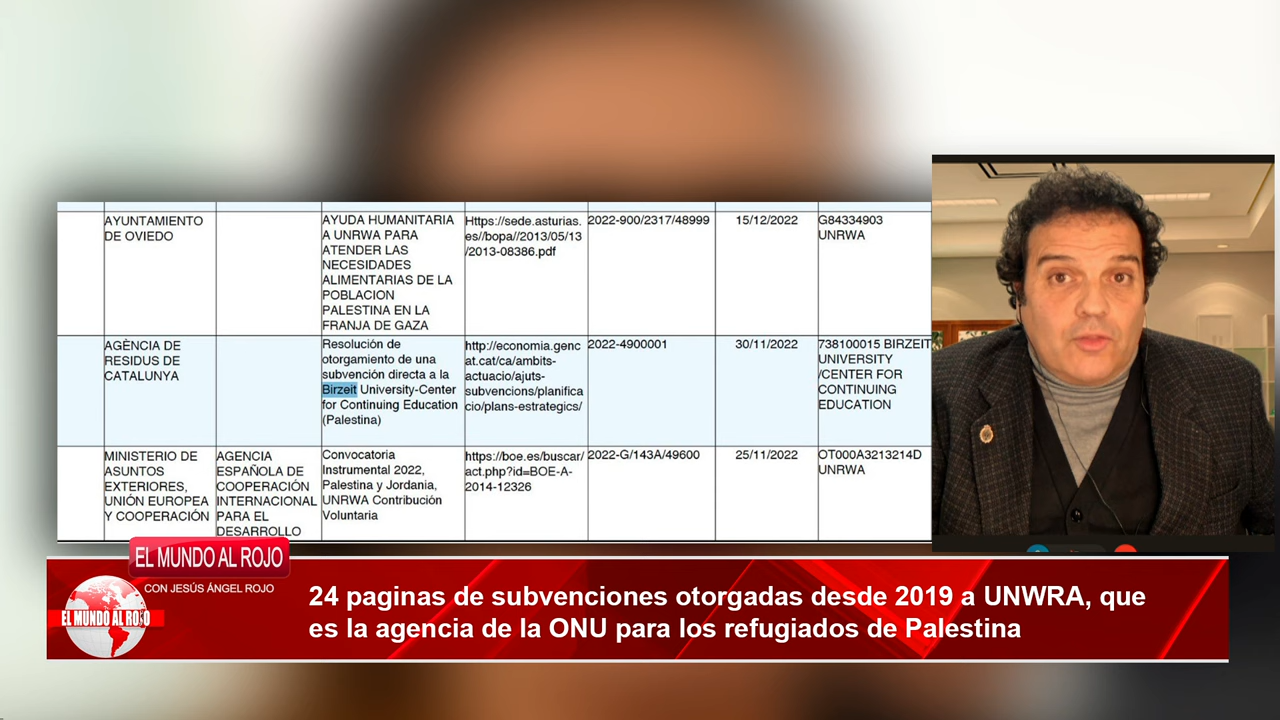 AYUNTAMIENTO
DE OVIEDO
AYUDA HUMANITARIA
A UNRWA PARA
ATENDER LAS
NECESIDADES
ALIMENTARIAS DE LA
POBLACION
PALESTINA EN LA
FRANJA DE GAZA
Https://sede.asturias.
es//bopa//2013/05/13
/2013-08386.pdf
2022-900/2317/48999
15/12/2022
G84334903
UNRWA
AGÈNCIA DE
RESIDUS DE
CATALUNYA
Resolución de
otorgamiento de una
subvención directa a la
Birzeit University-Center
for Continuing Education
(Palestina)
http://economia.genc
at.cat/ca/ambits-
actuacio/ajuts-
subvencions/planifica
cio/plans-estrategics/
2022-4900001
30/11/2022
738100015 BIRZEIT
UNIVERSITY
/CENTER FOR
CONTINUING
EDUCATION
MINISTERIO DE
ASUNTOS
EXTERIORES,
UNIÓN EUROPEA
Y COOPERACIÓN
AGENCIA
ESPAÑOLA DE
COOPERACIÓN
INTERNACIONAL
PARA EL
DESARROLLO
Convocatoria
Instrumental 2022,
Palestina y Jordania,
UNRWA Contribución
Voluntaria
https://boe.es/buscar/
act.php?id=BOE-A-
2014-12326
2022-G/143A/49600
25/11/2022
OT000A3213214D
UNRWA
EL MUNDO AL ROJO
CON JESÚS ÁNGEL ROJO
EL MUNDO AL ROJO
24 paginas de subvenciones otorgadas desde 2019 a UNWRA, que
es la agencia de la ONU para los refugiados de Palestina